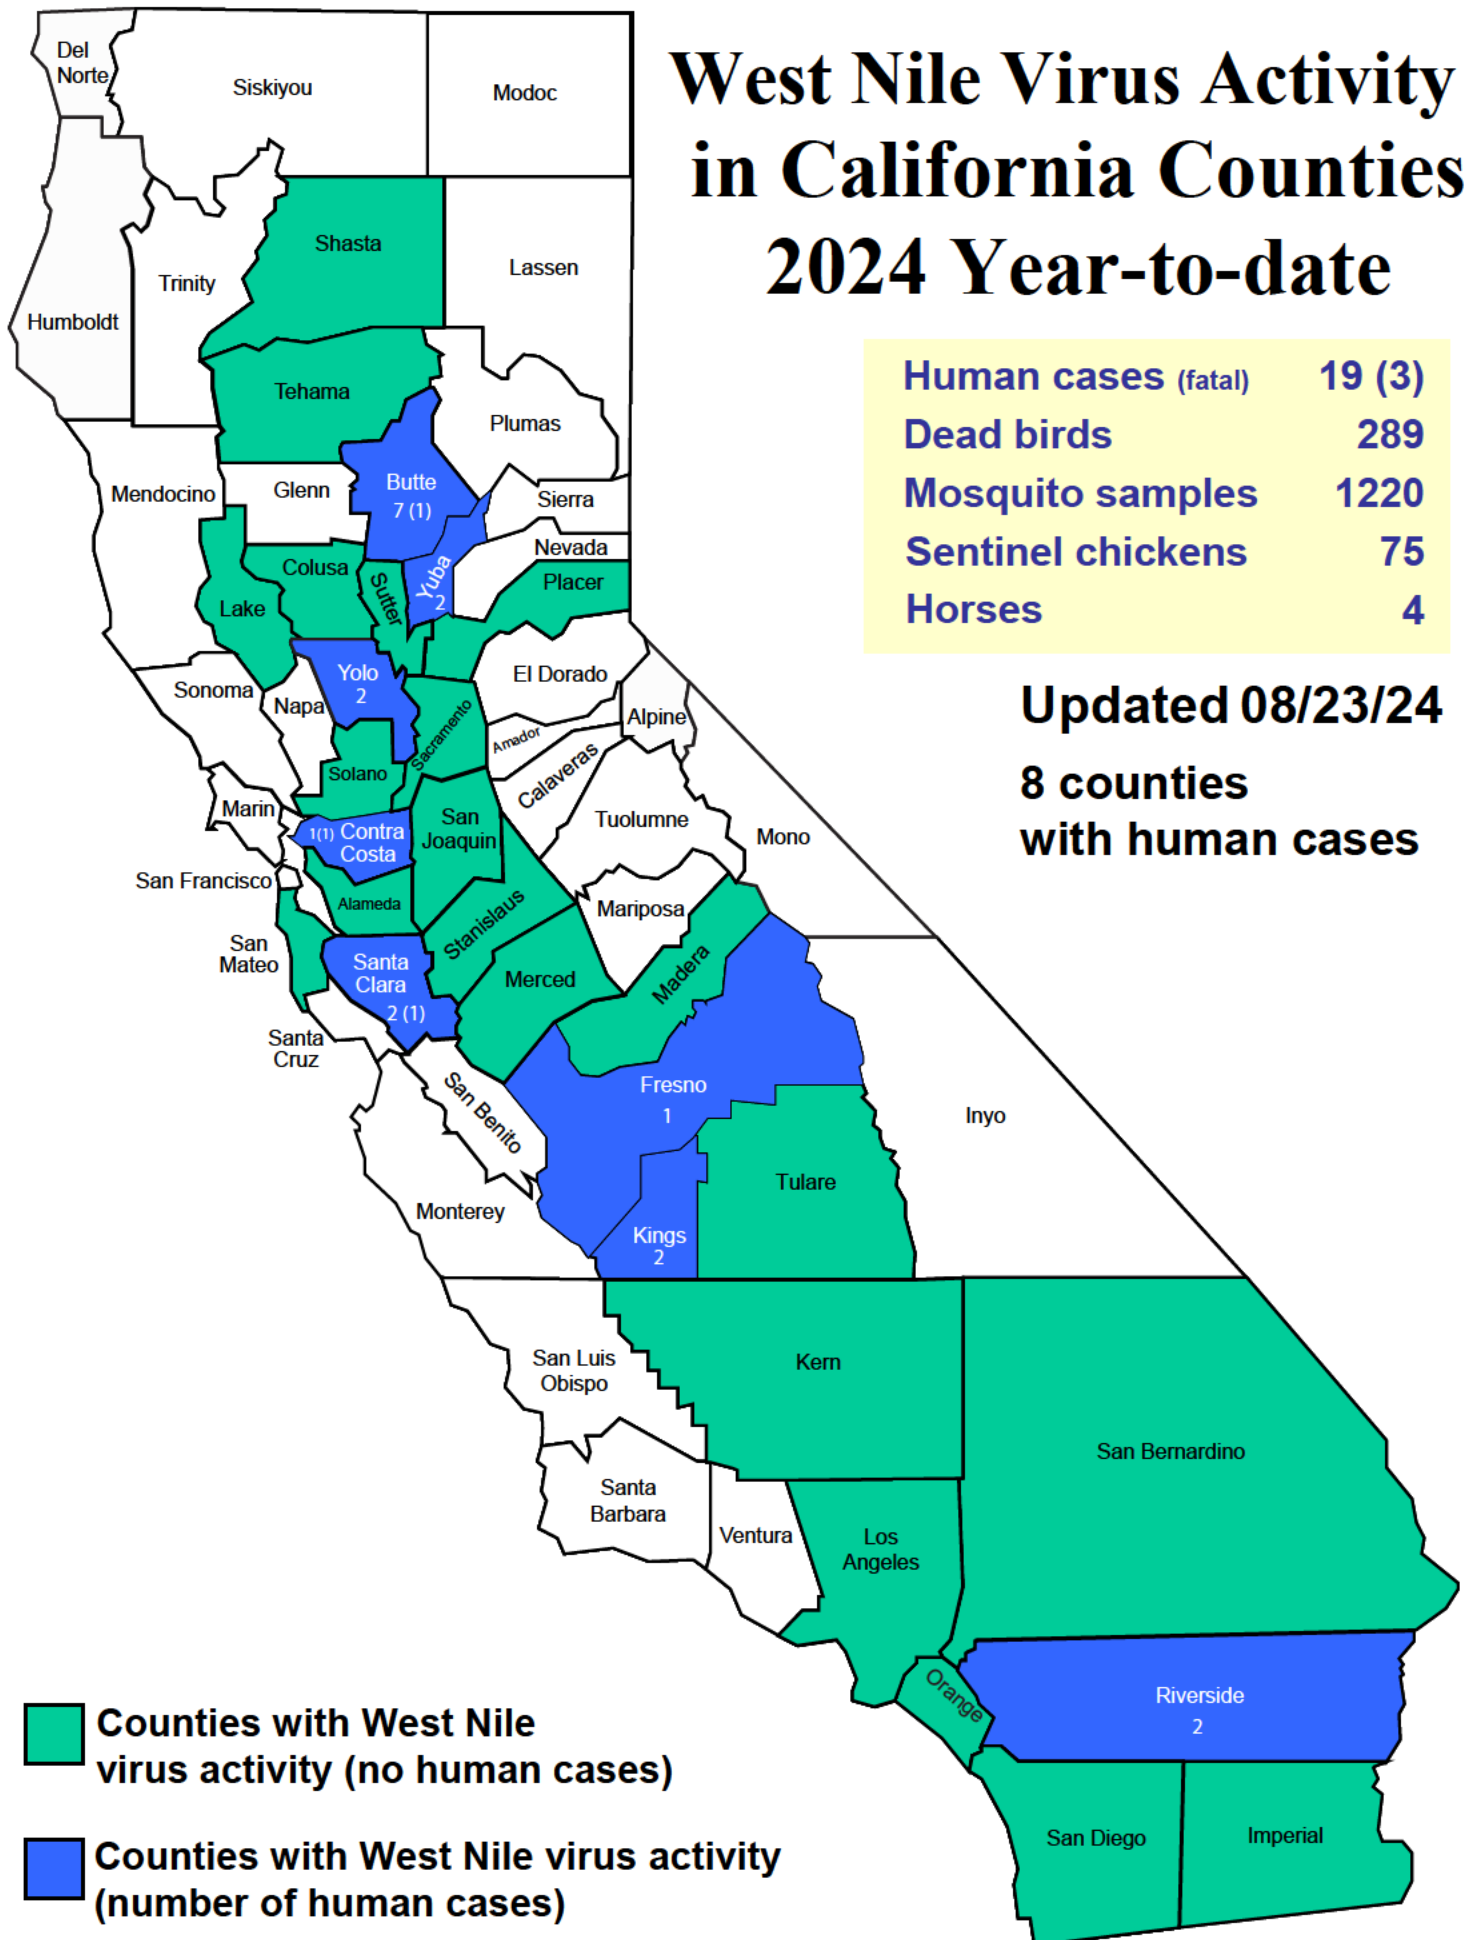 West Nile Virus Activity
in California Counties
2024 Year-to-date
Human cases (fatal) 19 (3)
Dead birds 289
Mosquito samples 1220
Sentinel chickens 75
Horses 4
Updated 08/23/24
8 counties
with human cases
Del
Norte
Siskiyou
Modoc
Shasta
Lassen
Trinity
Humboldt
Tehama
Plumas
Butte
7 (1)
Mendocino
Glenn
Sierra
Nevada
Colusa
Sutter
Yuba
2
Placer
Lake
Yolo
2
El Dorado
Sonoma
Napa
Sacramento
Alpine
Amador
Solano
Calaveras
Marin
1(1) Contra
Costa
San
Joaquin
Tuolumne
Mono
San Francisco
Alameda
Stanislaus
Mariposa
San
Mateo
Santa
Clara
2 (1)
Merced
Madera
Santa
Cruz
San Benito
Fresno
1
Inyo
Tulare
Monterey
Kings
2
San Luis
Obispo
Kern
San Bernardino
Santa
Barbara
Ventura
Los
Angeles
Orange
Riverside
2
San Diego
Imperial
Counties with West Nile
virus activity (no human cases)
Counties with West Nile virus activity
(number of human cases)